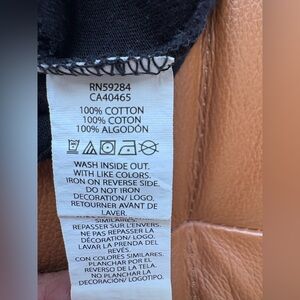 RN59284
CA40465
100% COTTON
100% COTON
100% ALGODÓN
WASH INSIDE OUT.
WITH LIKE COLORS.
IRON ON REVERSE SIDE.
DO NOT IRON
DECORATION/ LOGO.
RETOURNER AVANT DE
LAVER
SIMILAIRES.
REPASSER SUR L'ENVERS.
NE PAS REPASSER LA
DÉCORATION/ LOGO.
LAVAR LA PRENDA DEL
REVÉS.
CON COLORES SIMILARES.
PLANCHAR POR EL
REVERSO DE LA TELA.
NO PLANCHAR LA
DECORACIÓN/ LOGOTIPO.